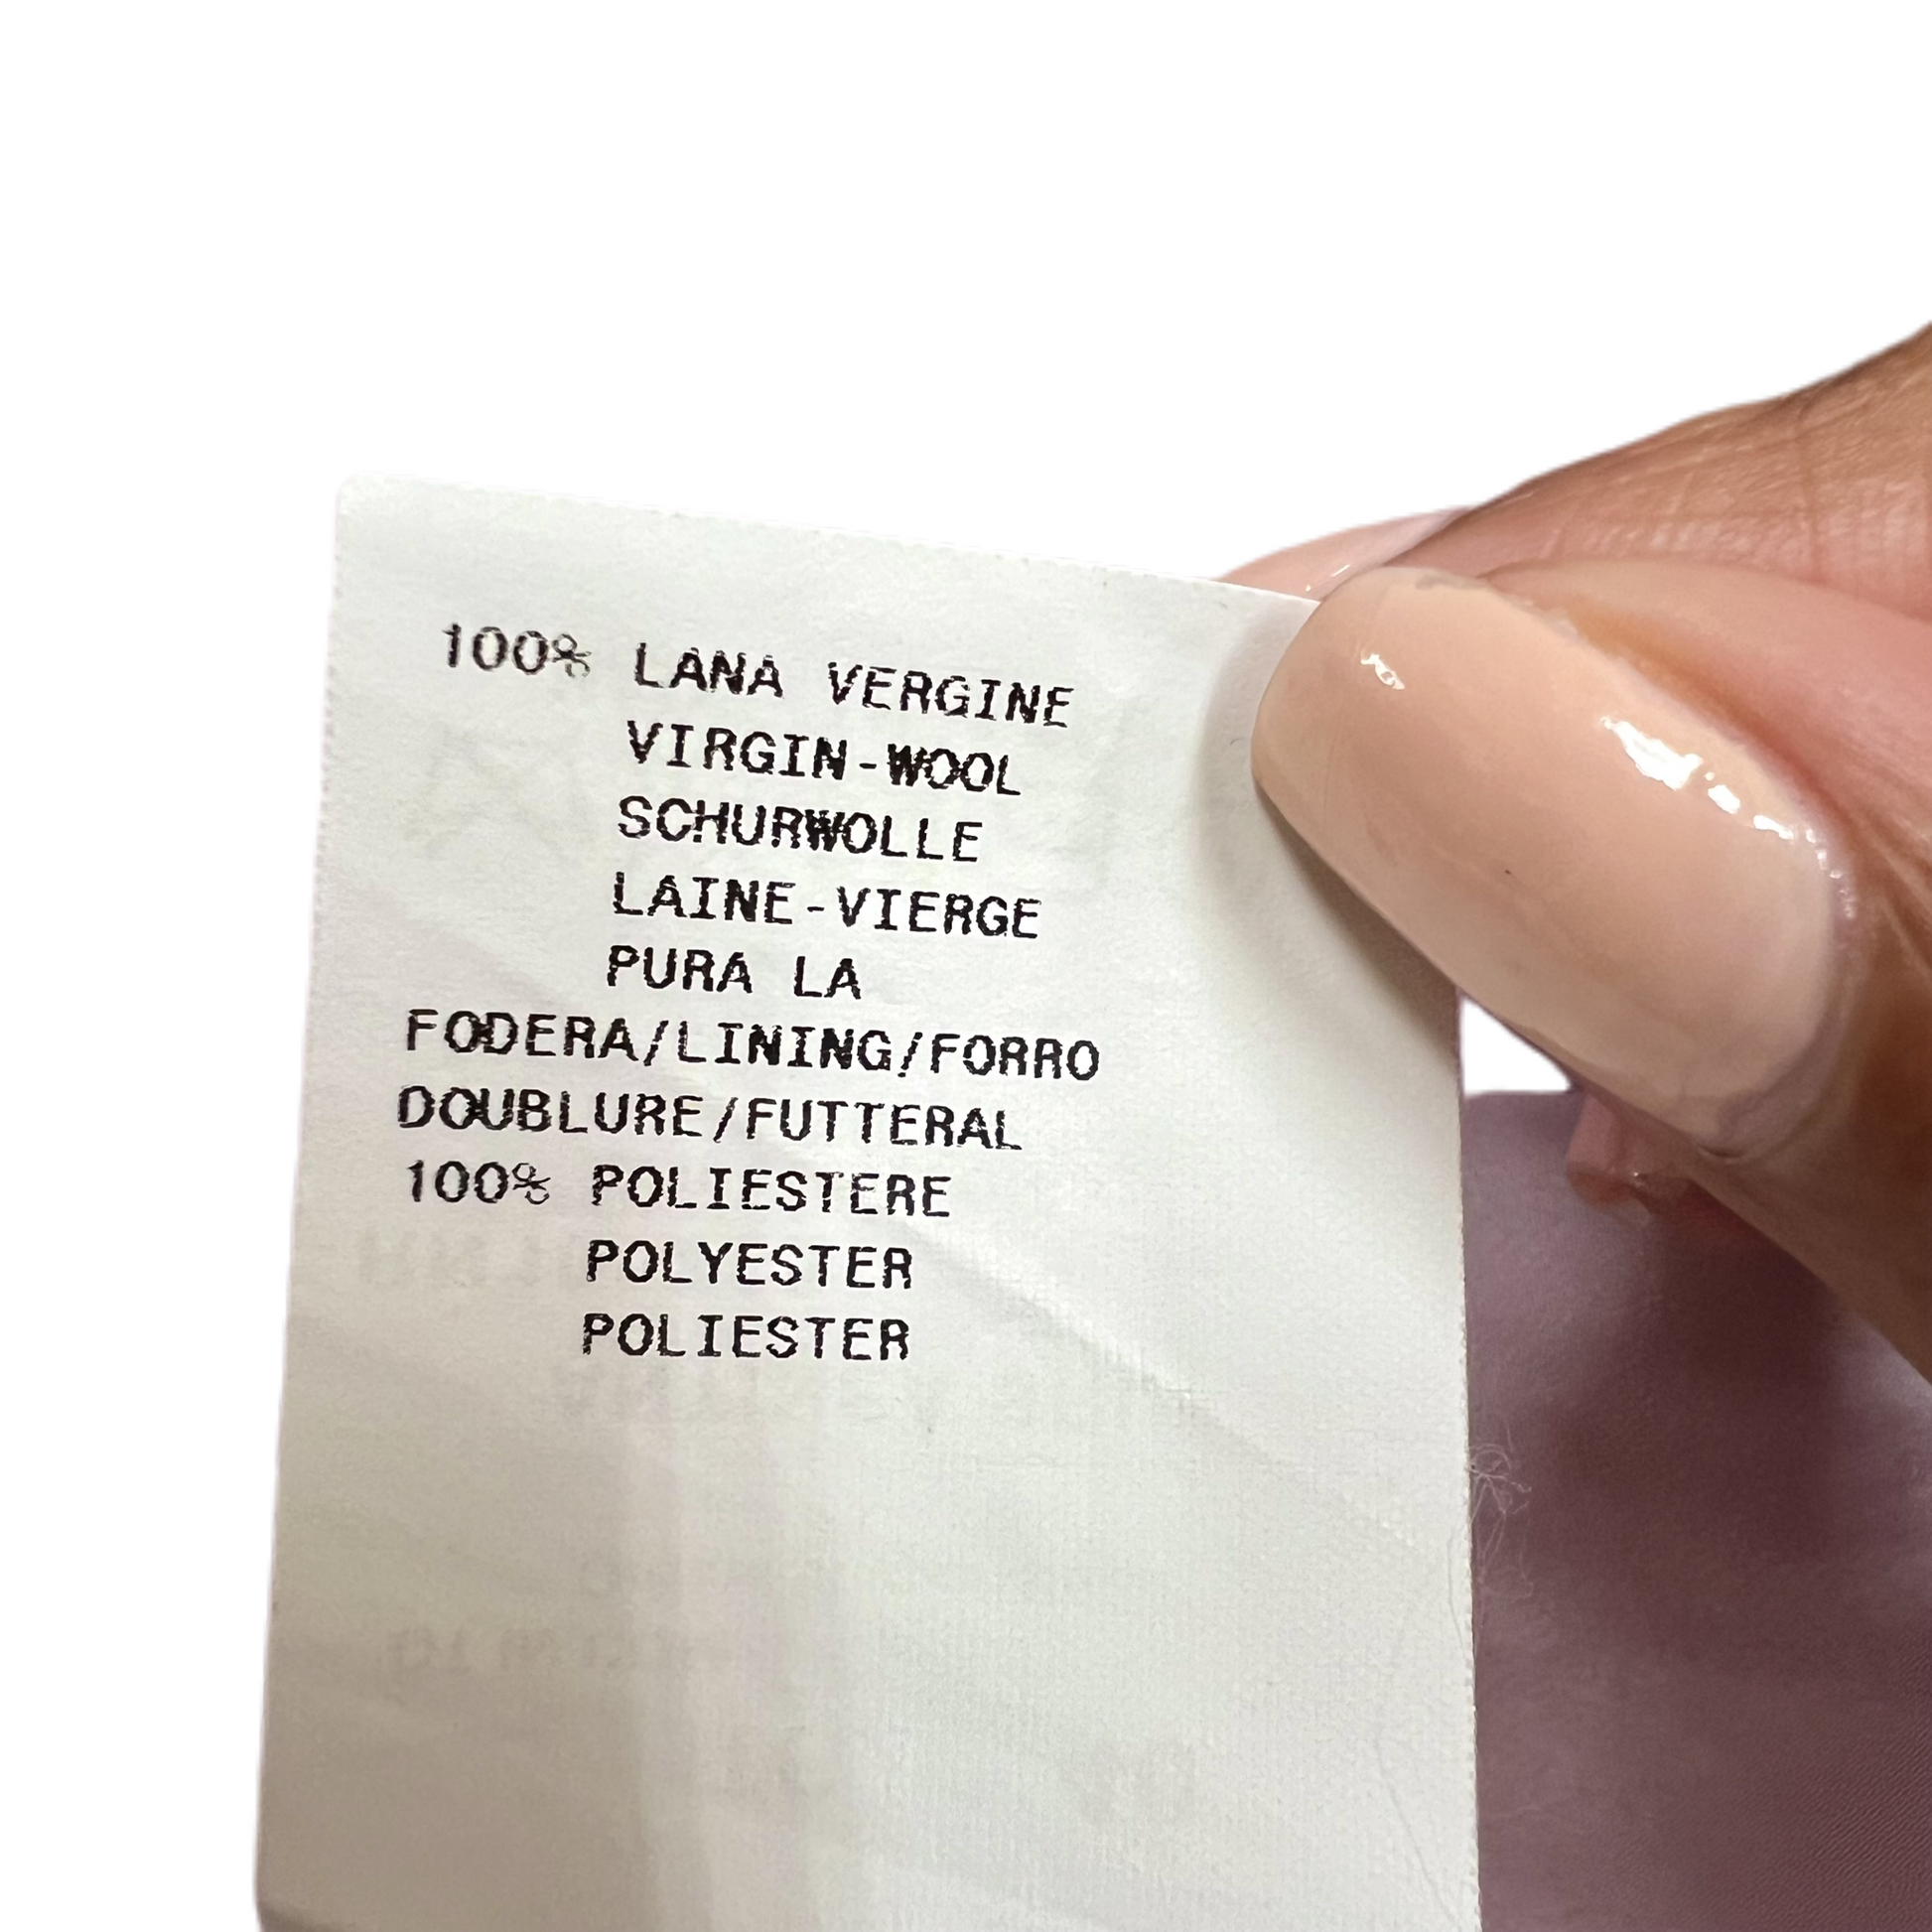 100% LANA VERGINE
VIRGIN-WOOL
SCHURWOLLE
LAINE-VIERGE
PURA LA
FODERA/LINING/FORRO
DOUBLURE/FUTTERAL
100% POLIESTERE
POLYESTER
POLIESTER